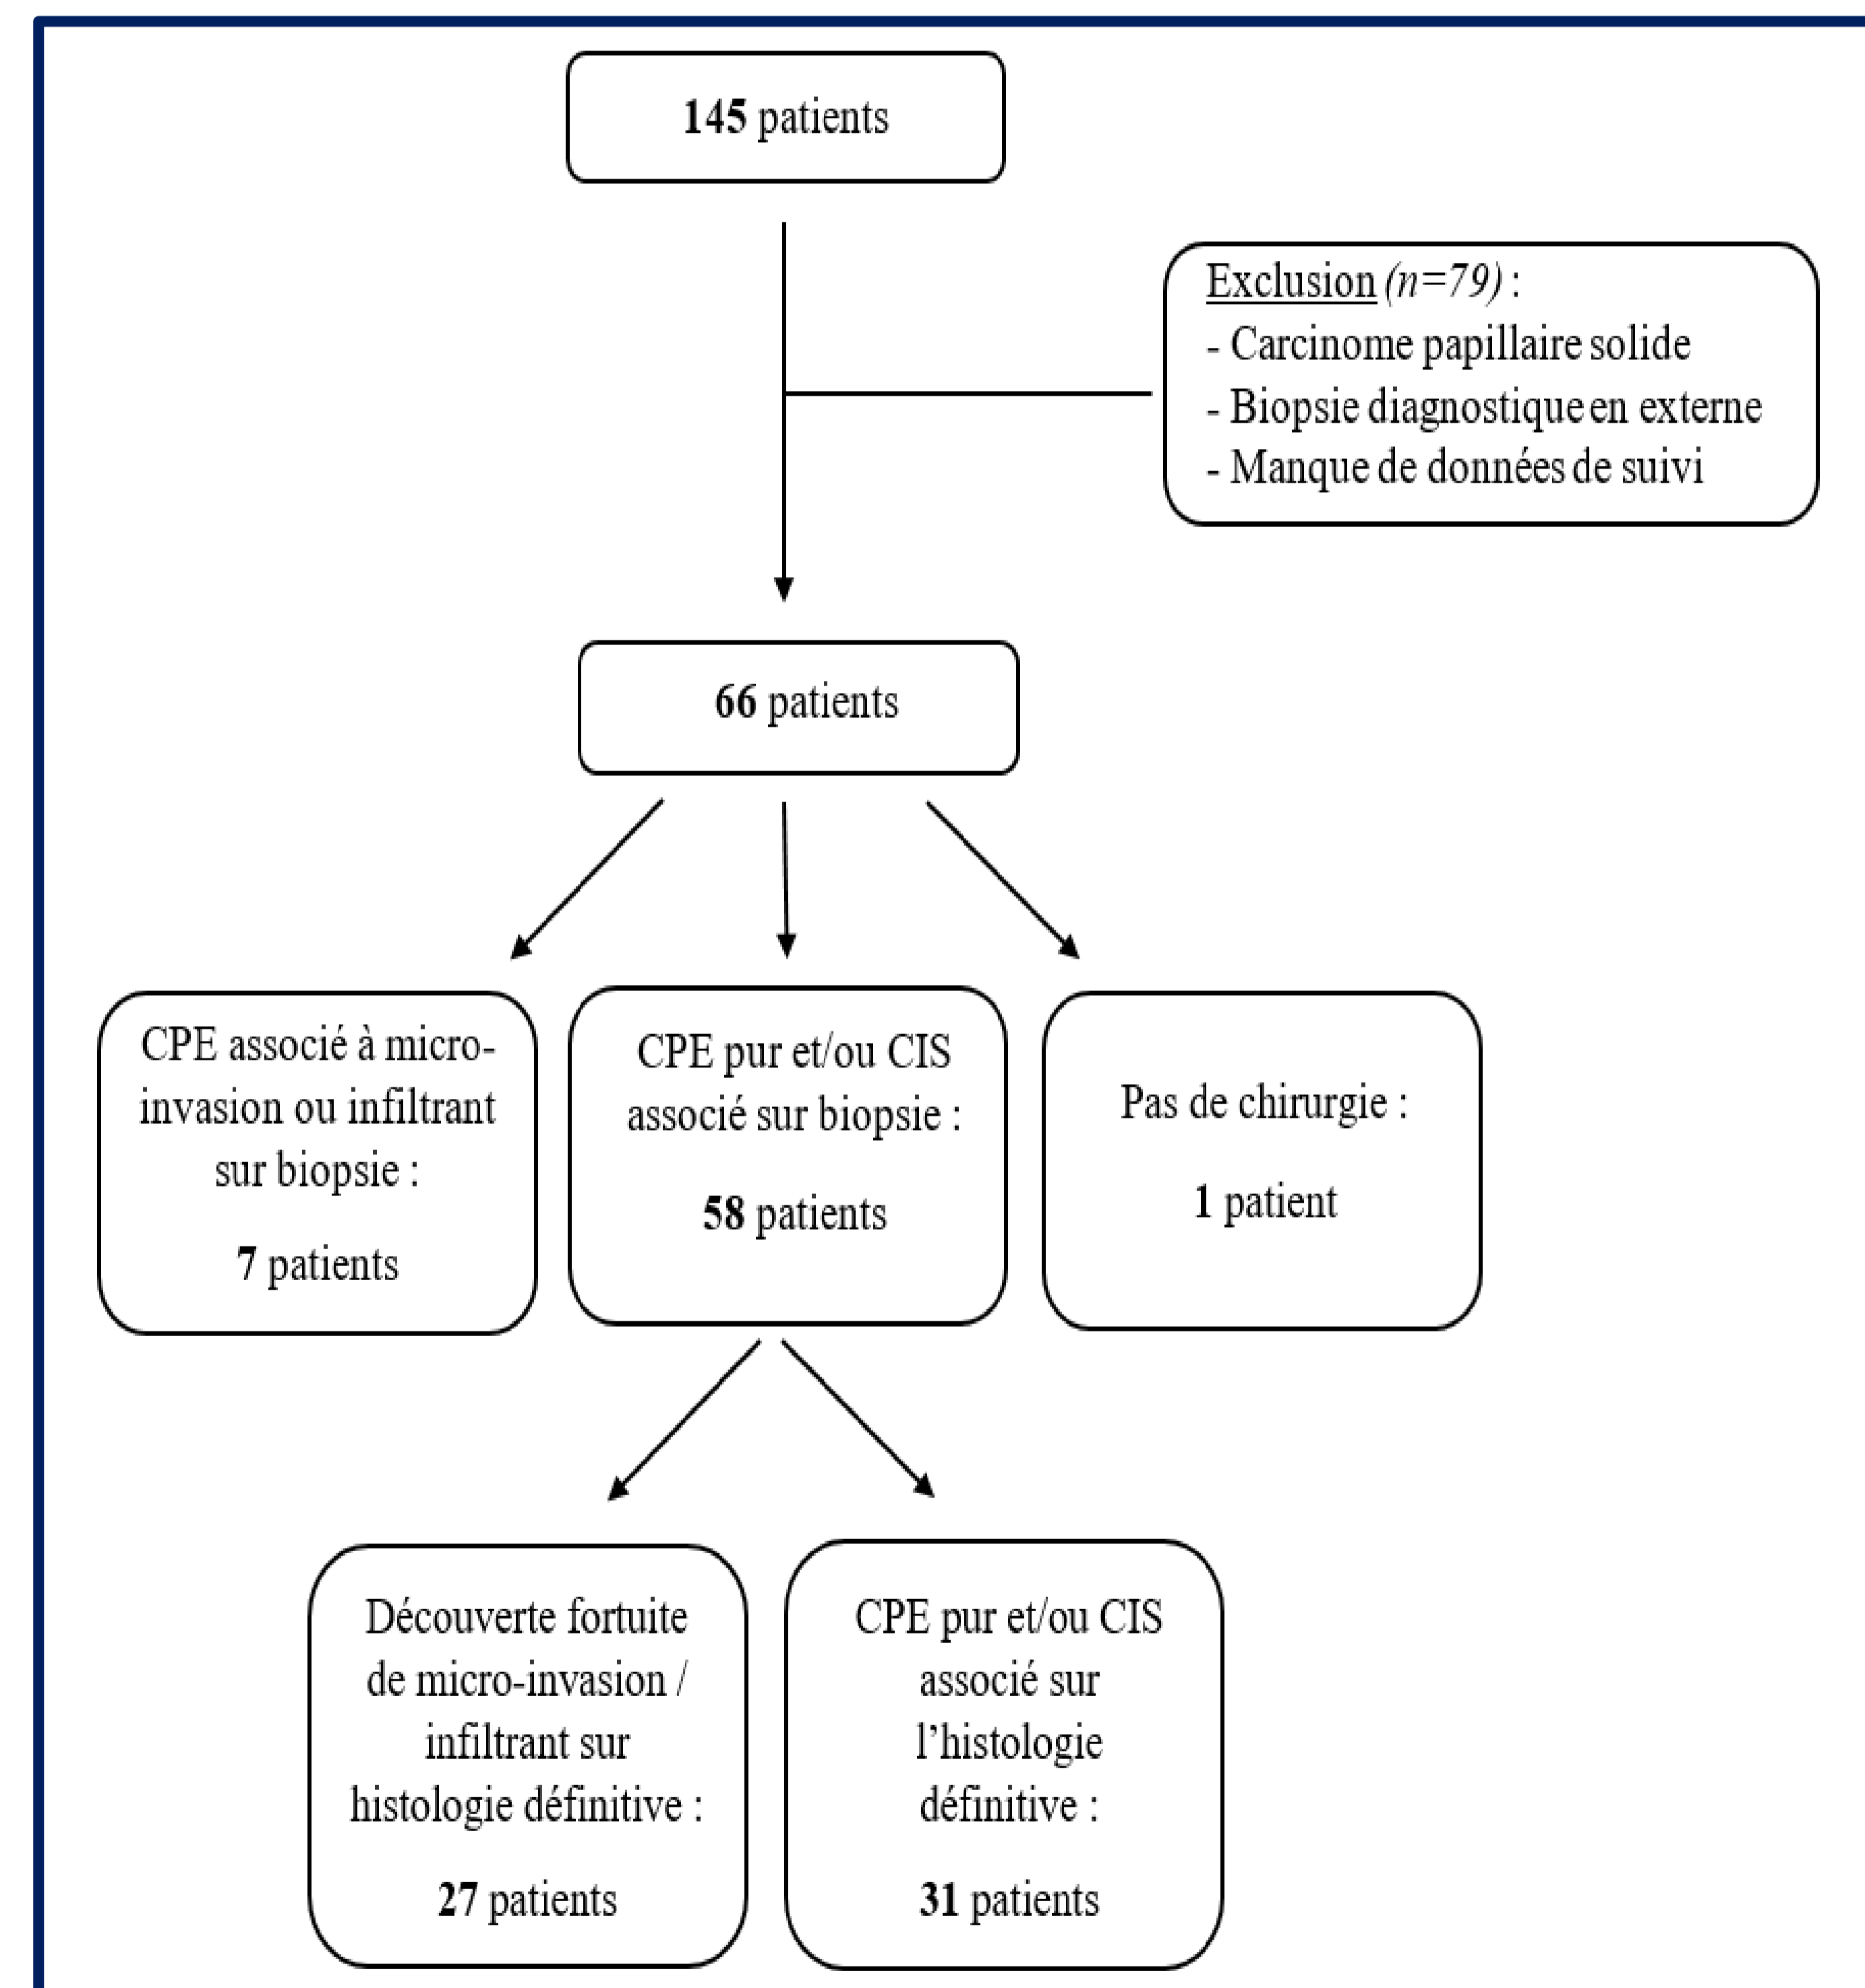 145 patients
Exclusion (n=79) :
- Carcinome papillaire solide
- Biopsie diagnostique en externe
- Manque de données de suivi
66 patients
CPE associé à micro-
invasion ou infiltrant
sur biopsie :
7 patients
CPE pur et/ou CIS
associé sur biopsie :
58 patients
Pas de chirurgie :
1 patient
Découverte fortuite
de micro-invasion /
infiltrant sur
histologie définitive :
27 patients
CPE pur et/ou CIS
associé sur
l’histologie
définitive :
31 patients